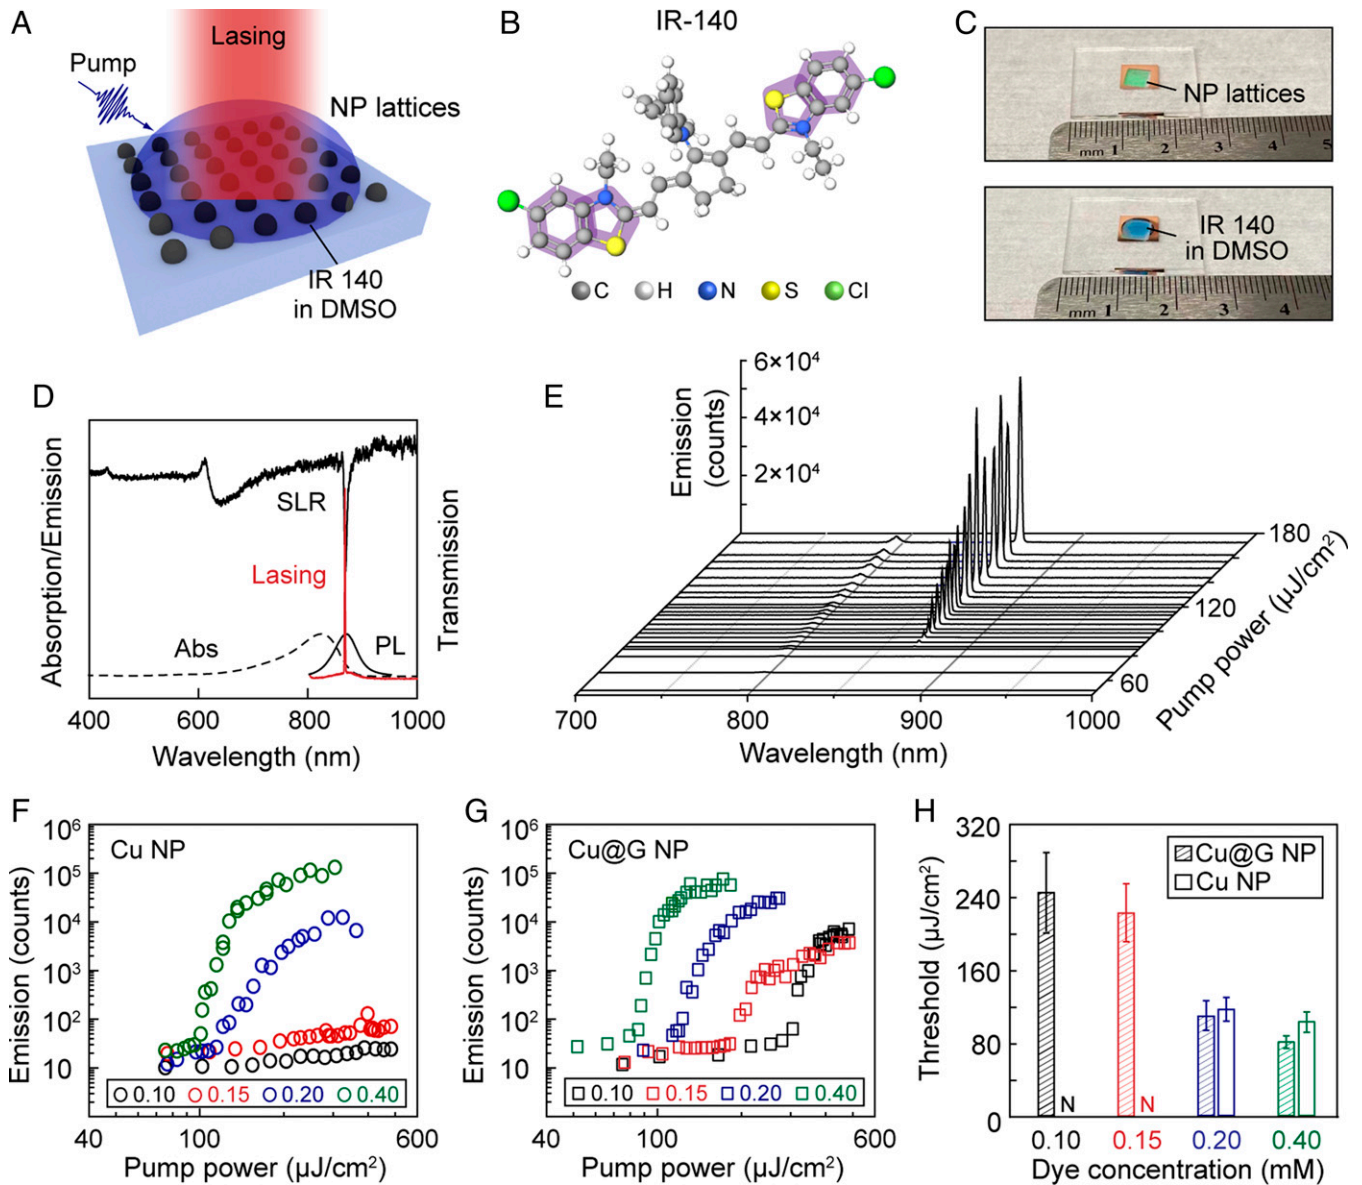 A
Lasing
Pump
NP lattices
IR 140
in DMSO
B
IR-140
C
H
N
S
Cl
C
NP lattices
mm 1 2 3 4 5
IR 140
in DMSO
mm 1 2 3 4
D
Absorption/Emission
SLR
Lasing
Abs
PL
Transmission
400 600 800 1000
Wavelength (nm)
E
Emission
(counts)
6×10⁴
4×10⁴
2×10⁴
180
120
60
Pump power (µJ/cm²)
700 800 900 1000
Wavelength (nm)
F
Emission (counts)
10⁶
10⁵
10⁴
10³
10²
10
Cu NP
0.10 0.15 0.20 0.40
40 100 600
Pump power (µJ/cm²)
G
Emission (counts)
10⁶
10⁵
10⁴
10³
10²
10
Cu@G NP
0.10 0.15 0.20 0.40
40 100 600
Pump power (µJ/cm²)
H
Threshold (µJ/cm²)
320
240
160
80
0
Cu@G NP
Cu NP
N
N
0.10 0.15 0.20 0.40
Dye concentration (mM)